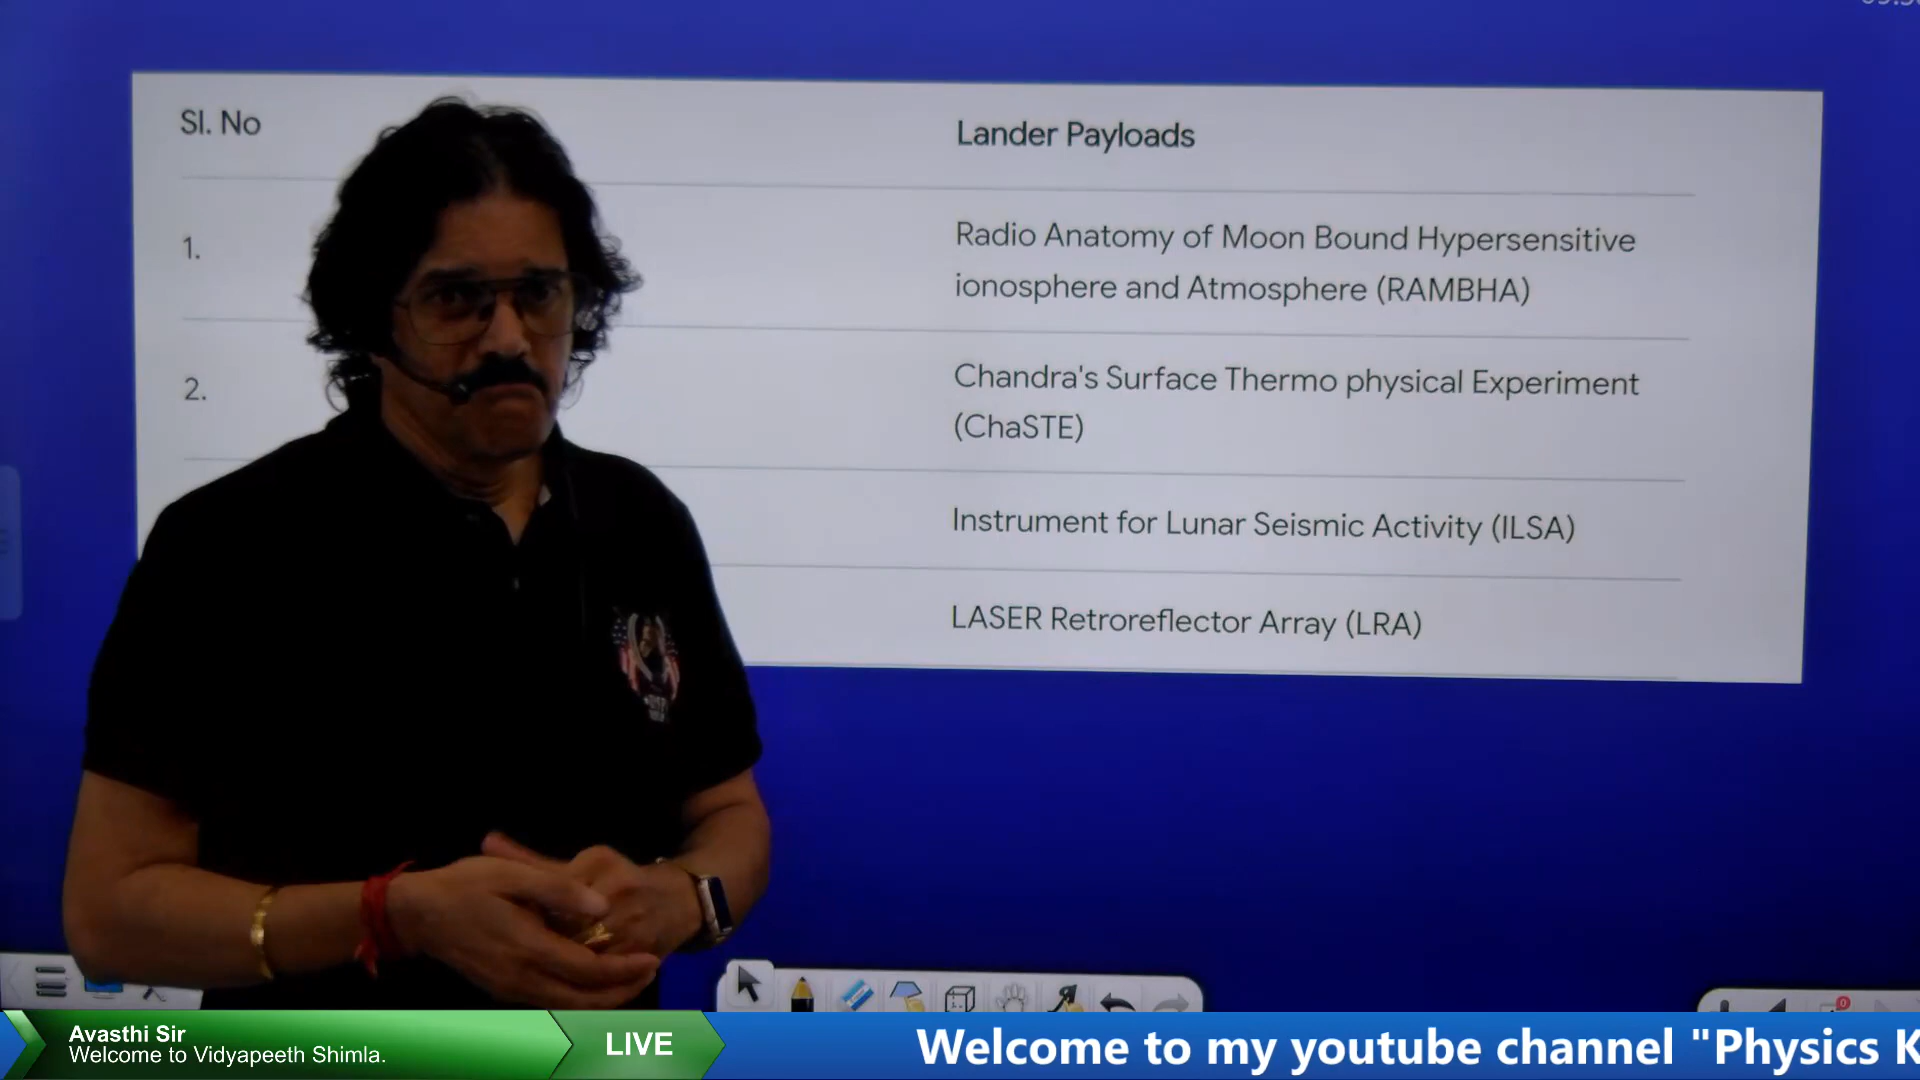 Sl. No
Lander Payloads
1.
Radio Anatomy of Moon Bound Hypersensitive
ionosphere and Atmosphere (RAMBHA)
2.
Chandra's Surface Thermo physical Experiment
(ChaSTE)
Instrument for Lunar Seismic Activity (ILSA)
LASER Retroreflector Array (LRA)
0
Avasthi Sir
Welcome to Vidyapeeth Shimla.
LIVE
Welcome to my youtube channel "Physics K